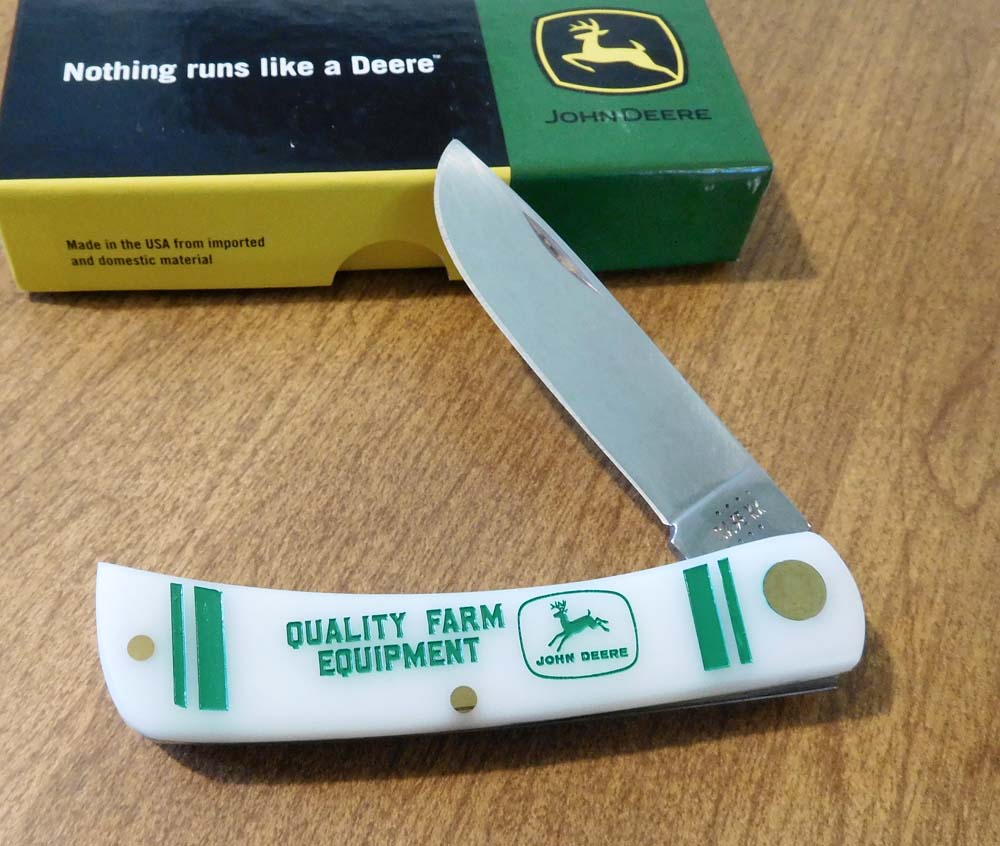 Nothing runs like a Deere™
JOHN DEERE
Made in the USA from imported
and domestic material
QUALITY FARM
EQUIPMENT
JOHN DEERE